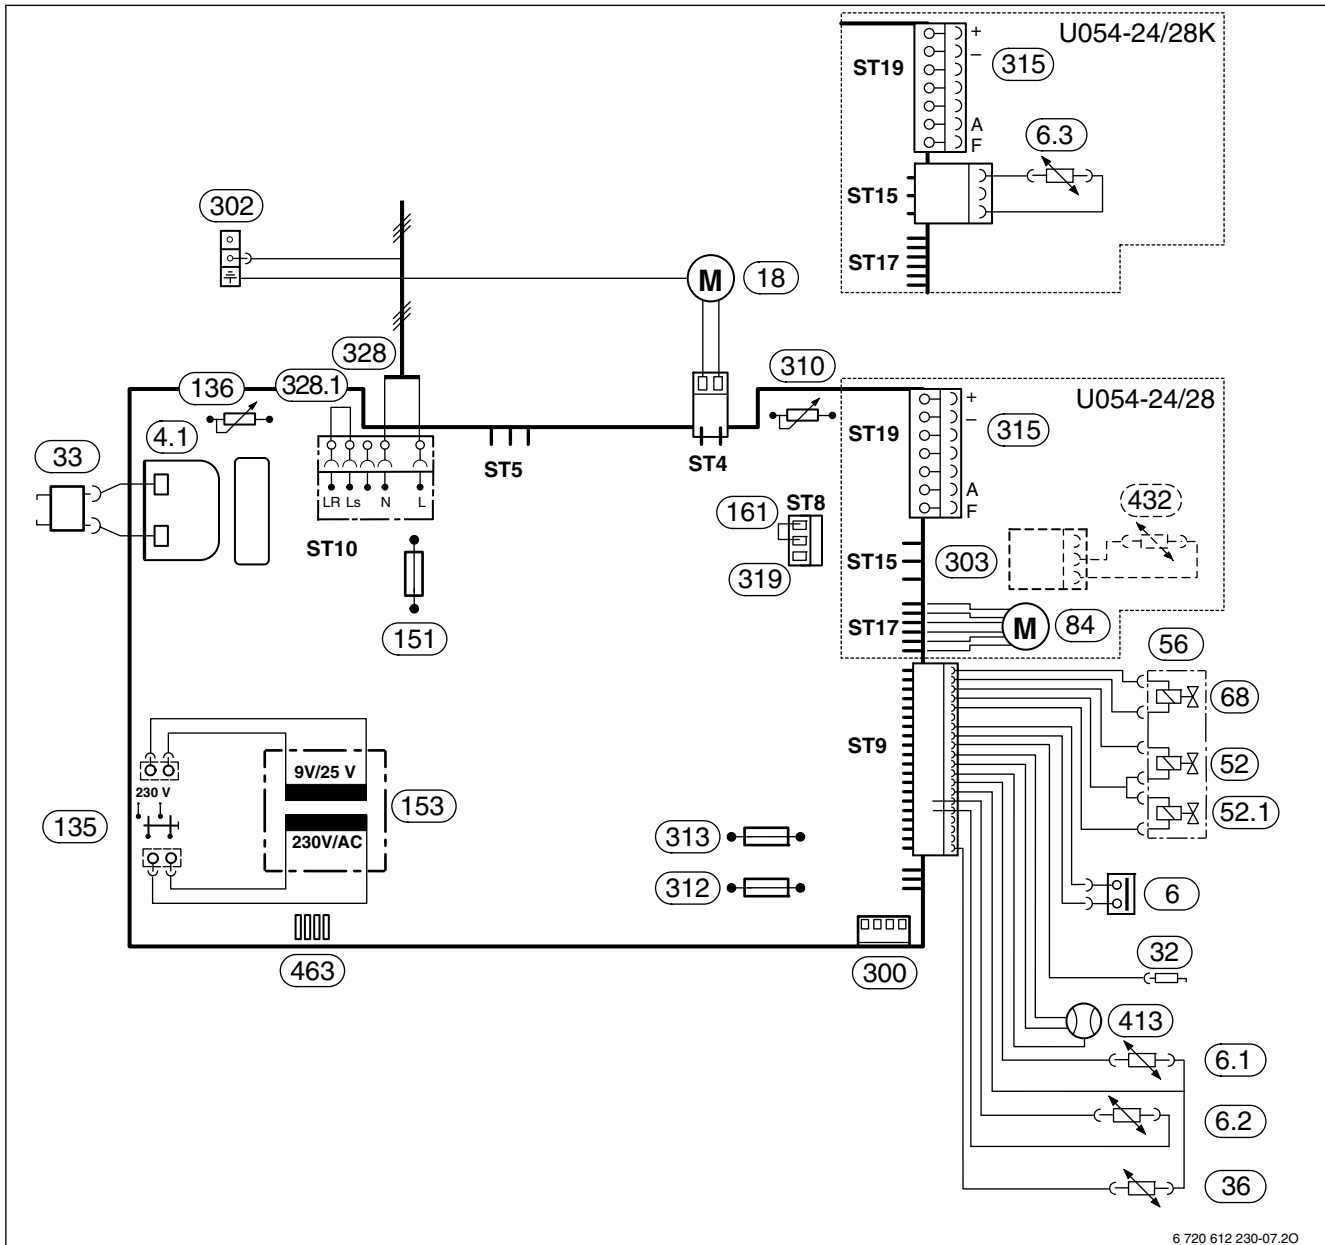 U054-24/28K
+
–
ST19
315
A
F
6.3
ST15
ST17
302
M
18
328
310
136
328.1
U054-24/28
4.1
+
–
ST19
315
33
ST5
ST4
LR Ls N L
A
F
432
161
ST8
ST10
ST15
303
319
151
ST17
M
84
56
68
ST9
52
9V/25 V
230 V
153
52.1
135
230V/AC
313
312
6
32
463
300
413
6.1
6.2
36
6 720 612 230-07.2O